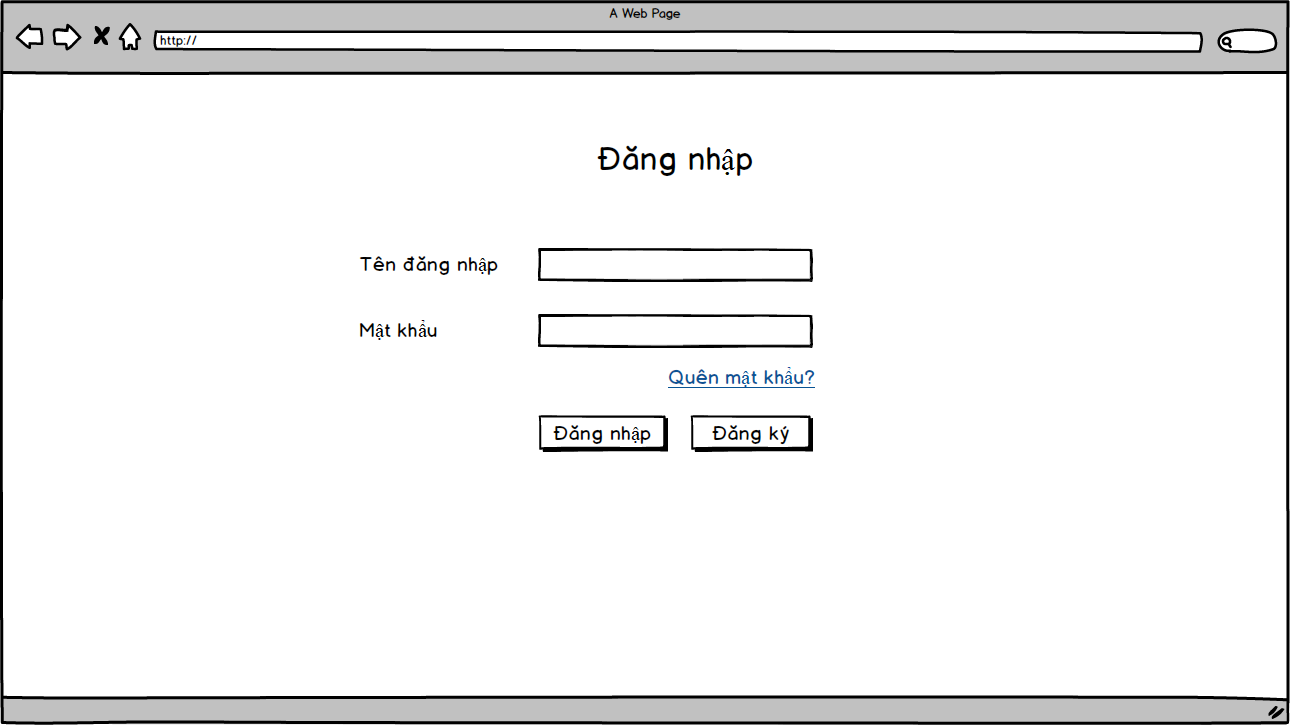 A Web Page
http://
Đăng nhập
Tên đăng nhập
Mật khẩu
Quên mật khẩu?
Đăng nhập Đăng ký